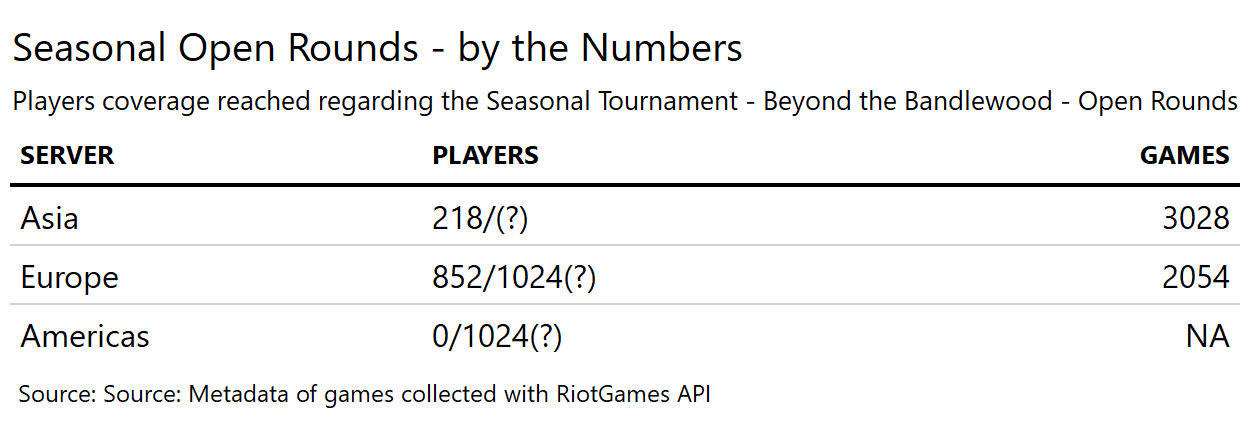 Seasonal Open Rounds - by the Numbers
Players coverage reached regarding the Seasonal Tournament - Beyond the Bandlewood - Open Rounds
SERVER PLAYERS GAMES
Asia 218/(?) 3028
Europe 852/1024(?) 2054
Americas 0/1024(?) NA
Source: Source: Metadata of games collected with RiotGames API